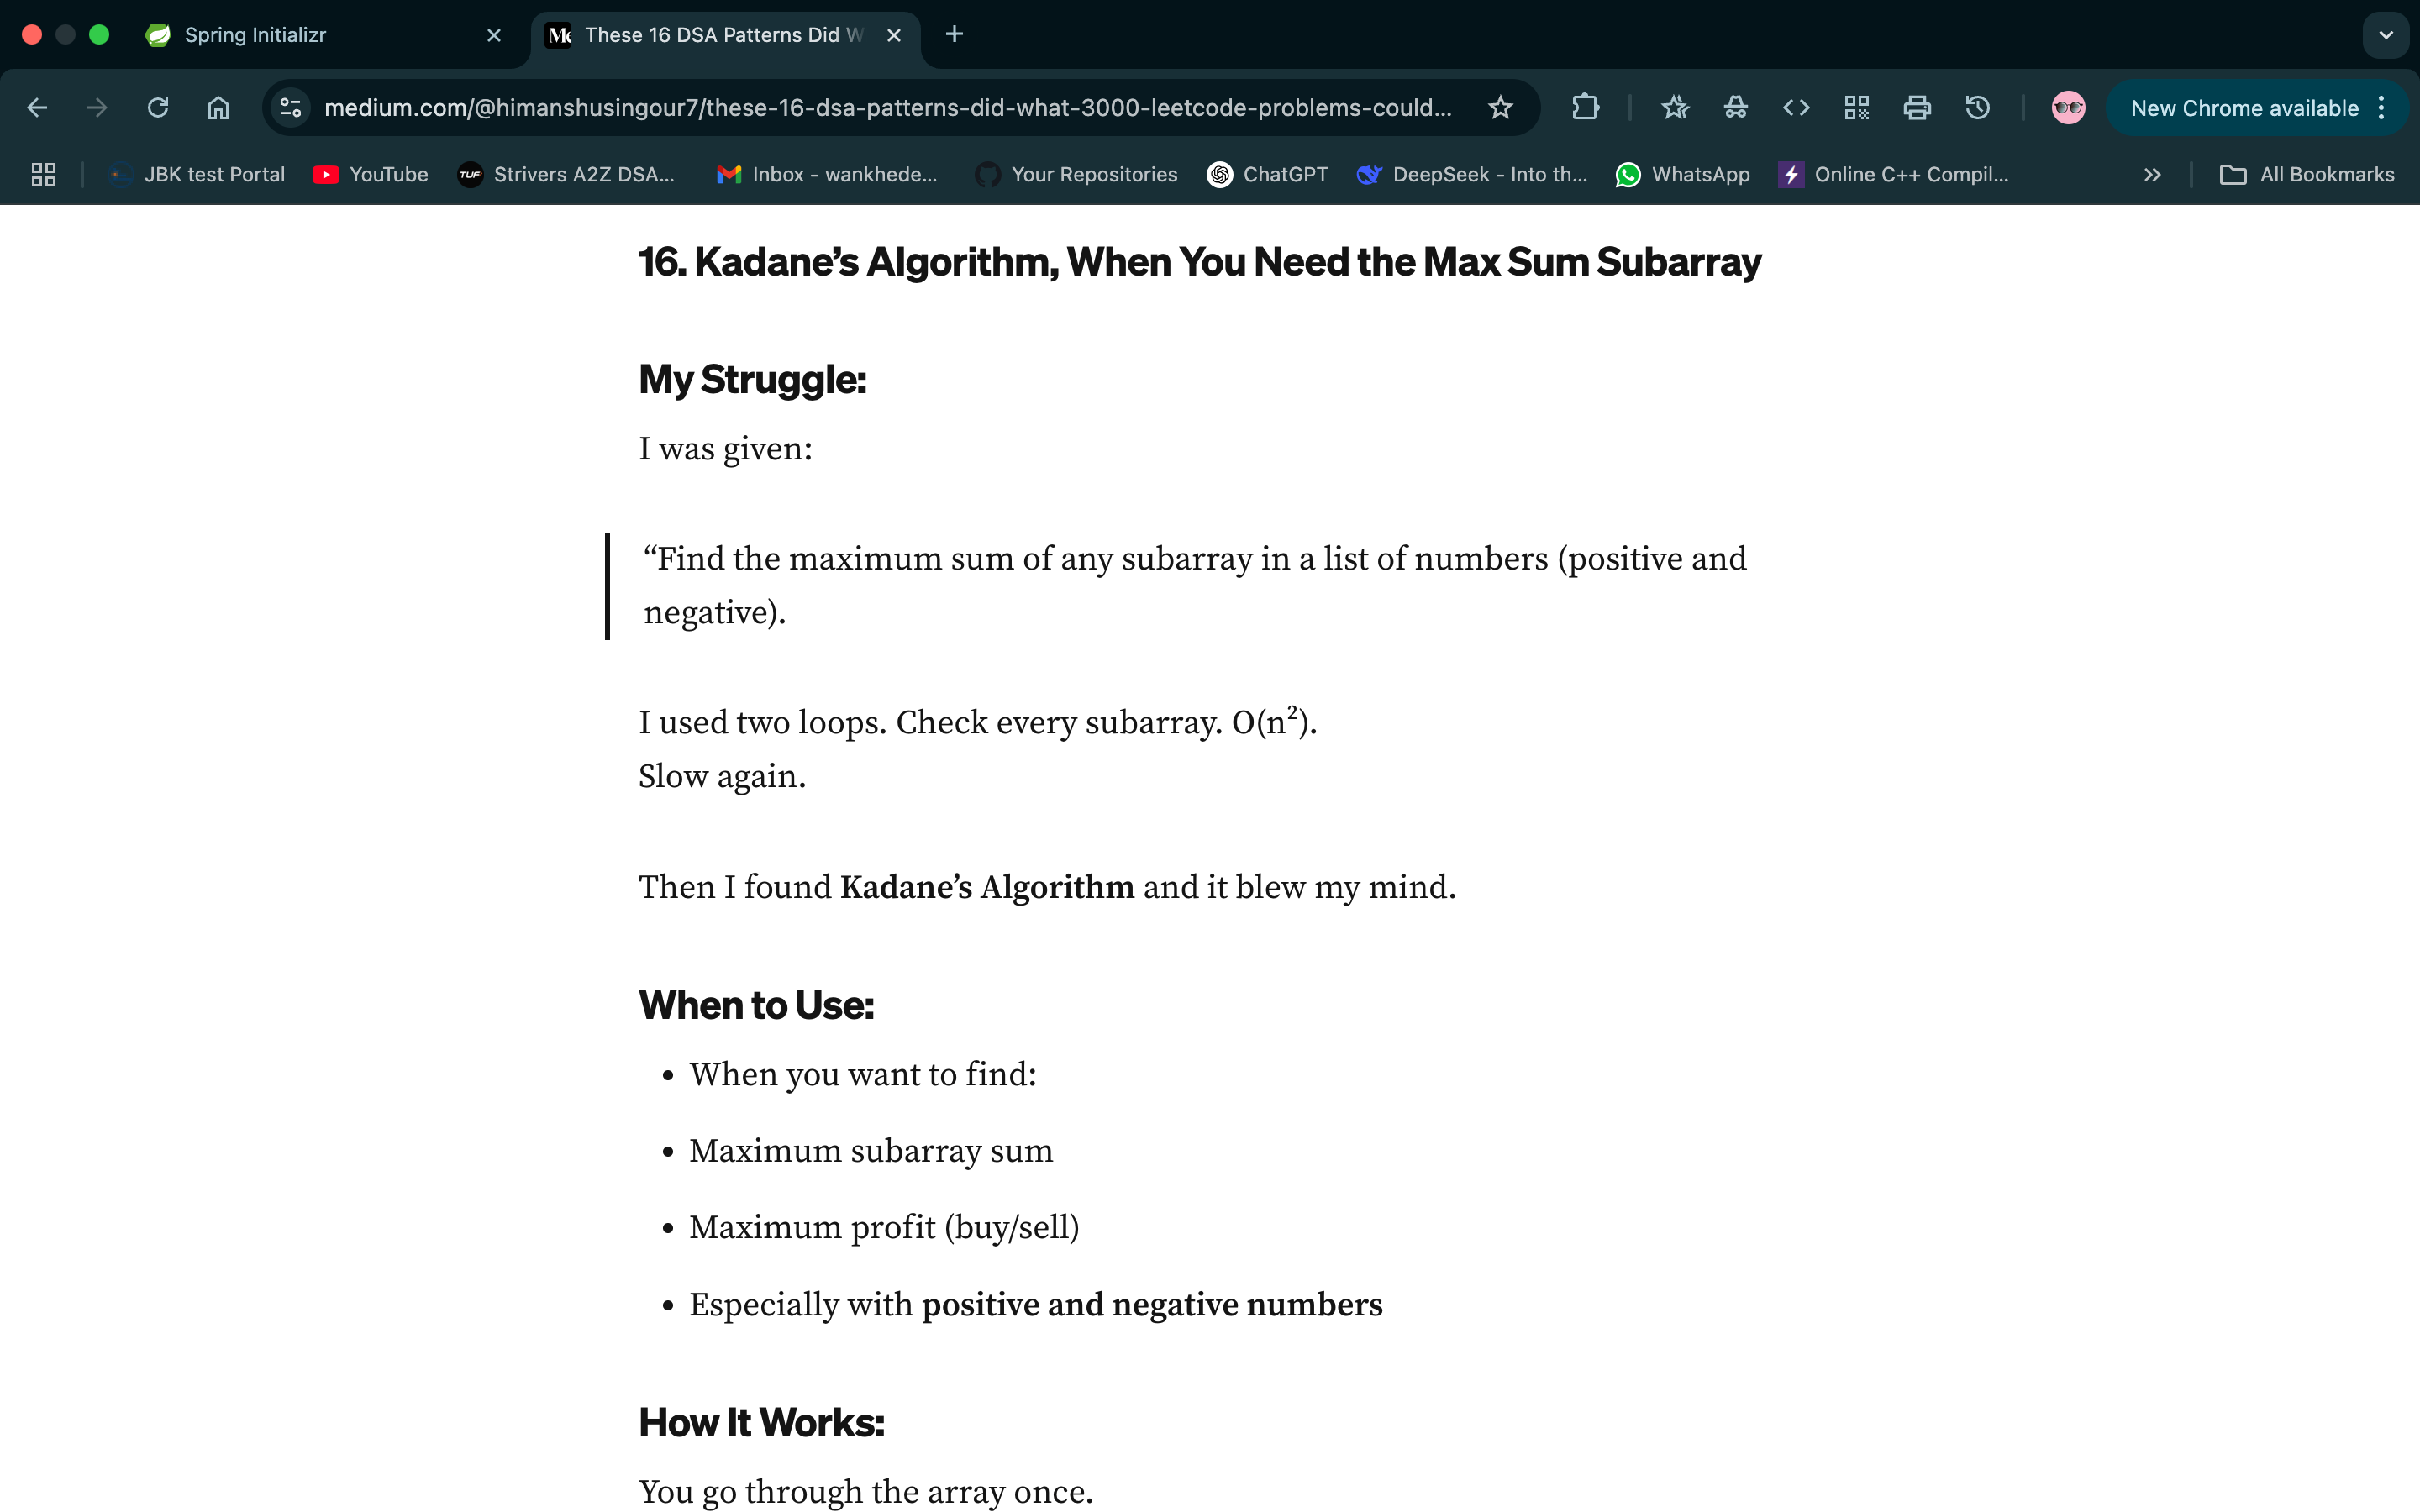 Spring Initializr
These 16 DSA Patterns Did W
medium.com/@himanshusingour7/these-16-dsa-patterns-did-what-3000-leetcode-problems-could...
New Chrome available
JBK test Portal
YouTube
TUF
Strivers A2Z DSA...
Inbox - wankhede...
Your Repositories
ChatGPT
DeepSeek - Into th...
WhatsApp
Online C++ Compil...
All Bookmarks
16. Kadane’s Algorithm, When You Need the Max Sum Subarray
My Struggle:
I was given:
“Find the maximum sum of any subarray in a list of numbers (positive and
negative).
I used two loops. Check every subarray. O(n²).
Slow again.
Then I found Kadane’s Algorithm and it blew my mind.
When to Use:
• When you want to find:
• Maximum subarray sum
• Maximum profit (buy/sell)
• Especially with positive and negative numbers
How It Works:
You go through the array once.